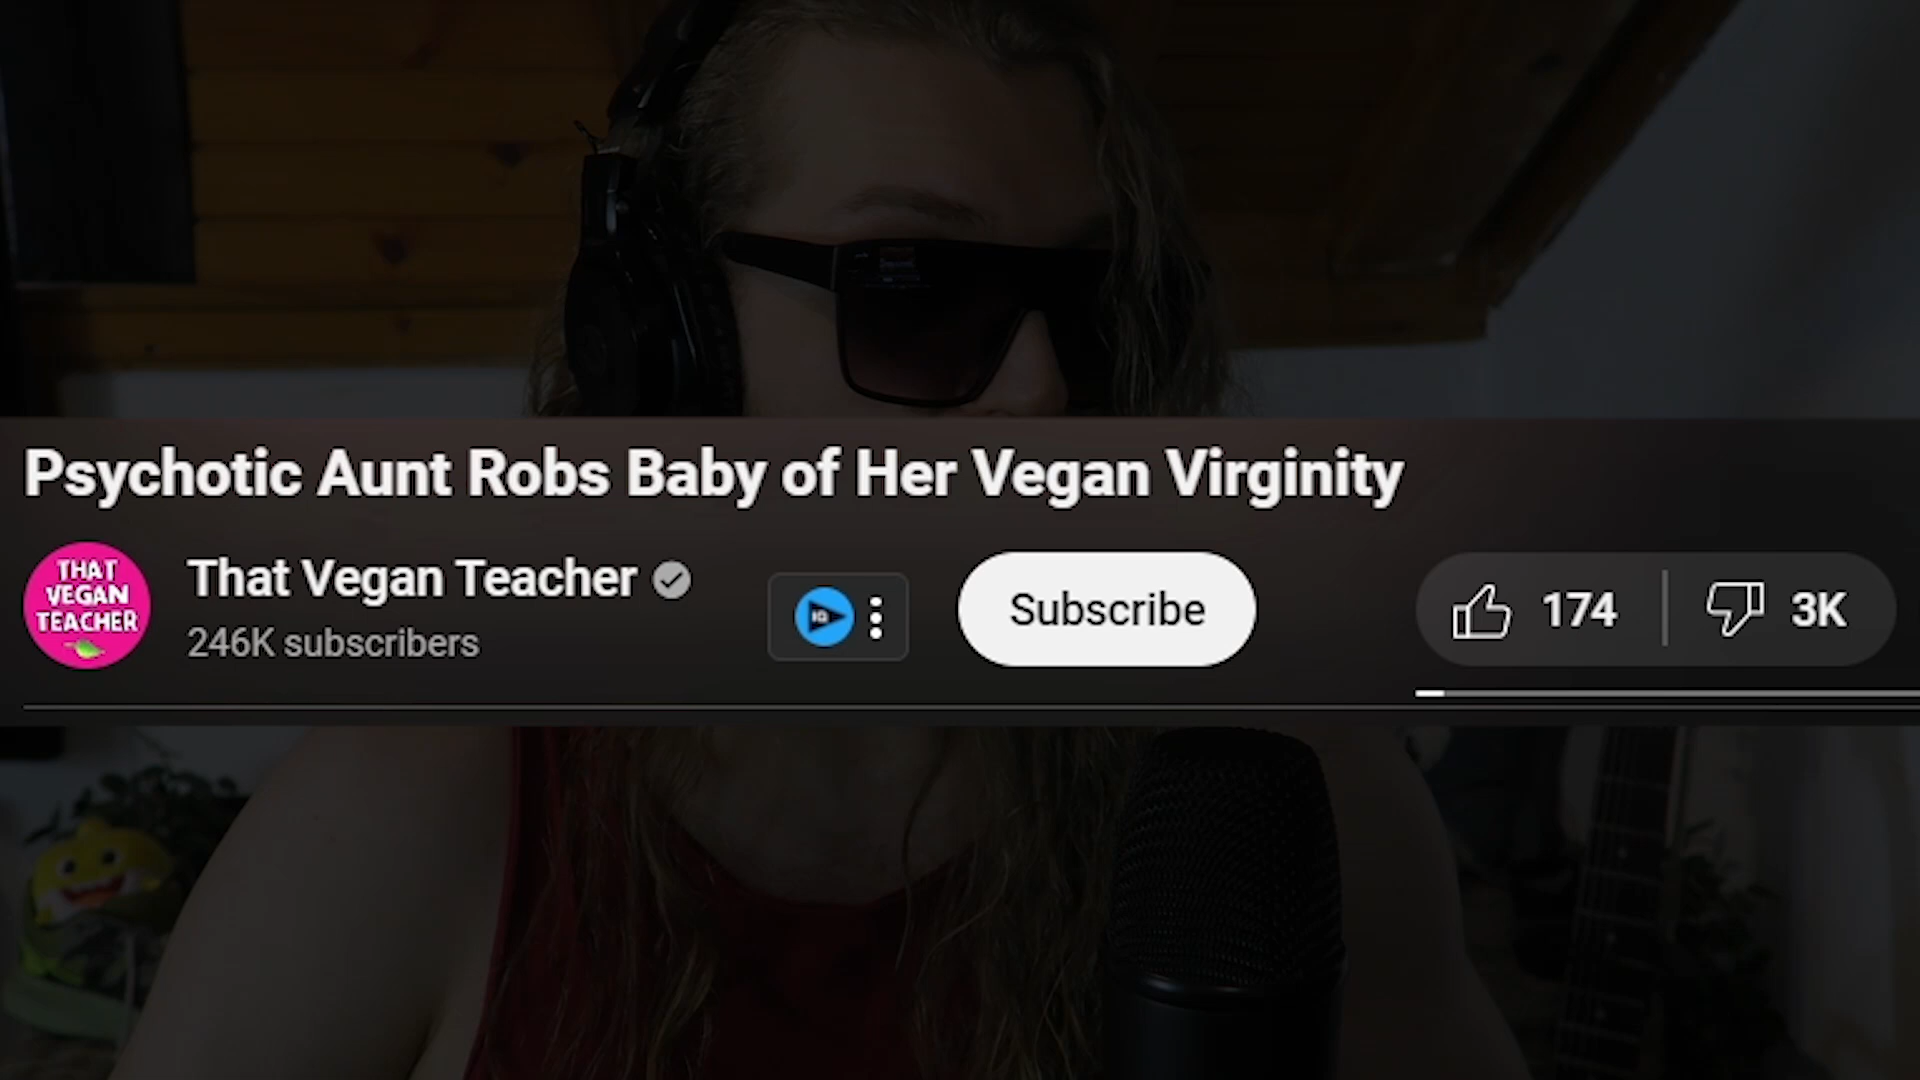 Psychotic Aunt Robs Baby of Her Vegan Virginity
THAT
VEGAN
TEACHER
That Vegan Teacher
246K subscribers
IQ
Subscribe
174
3K